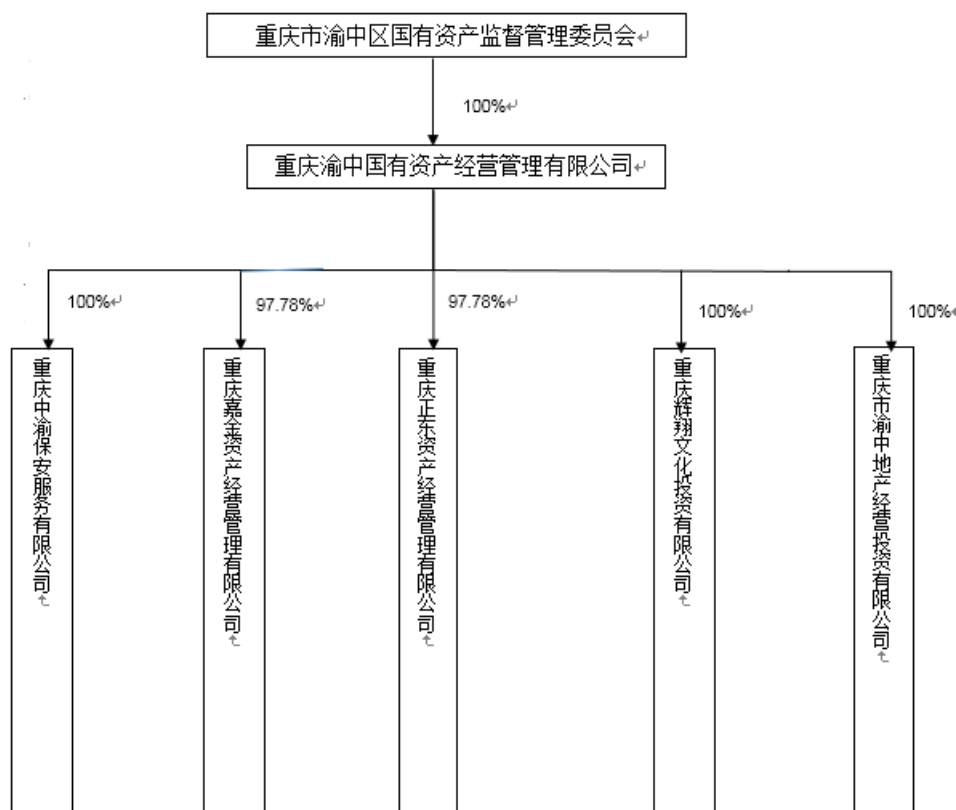 重庆市渝中区国有资产监督管理委员会
100%
重庆渝中国有资产经营管理有限公司
100%
97.78%
97.78%
100%
100%
重庆中渝保安服务有限公司
重庆嘉金资产经营管理有限公司
重庆正东资产经营管理有限公司
重庆辉翔文化投资有限公司
重庆市渝中地产经营投资有限公司